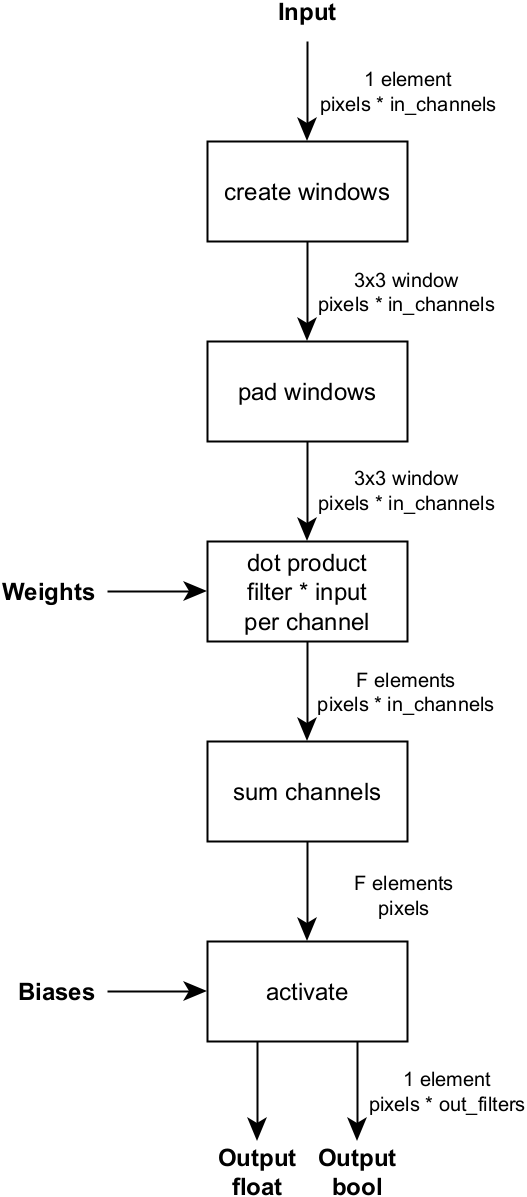 Input
1 element
pixels * in_channels
create windows
3x3 window
pixels * in_channels
pad windows
3x3 window
pixels * in_channels
Weights
dot product
filter * input
per channel
F elements
pixels * in_channels
sum channels
F elements
pixels
Biases
activate
1 element
pixels * out_filters
Output
float
Output
bool